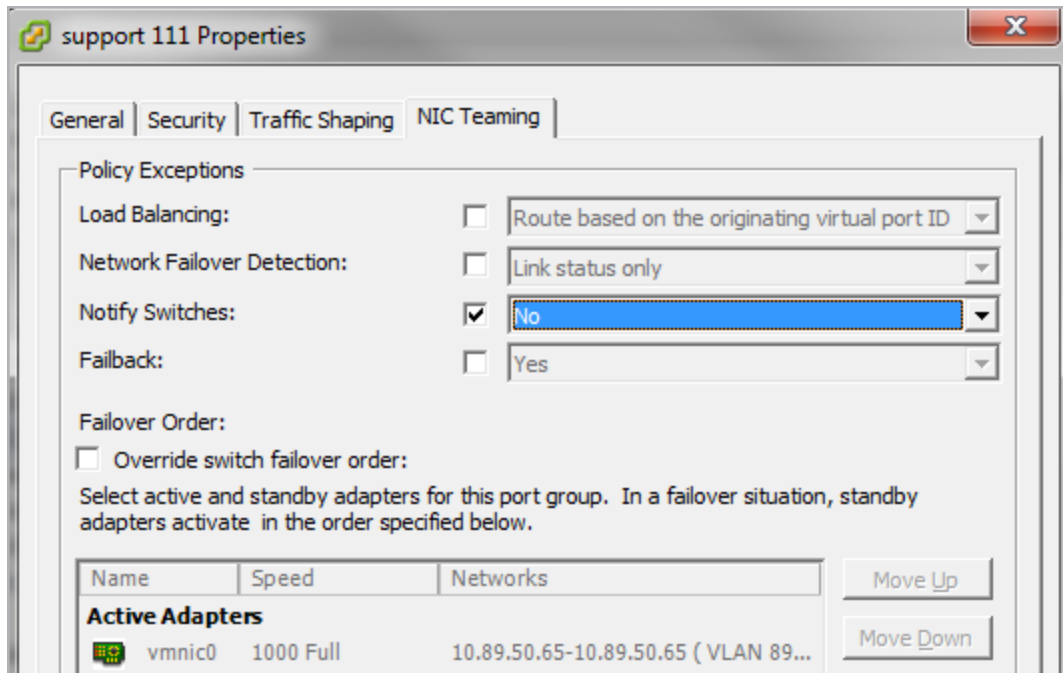 support 111 Properties
General Security Traffic Shaping NIC Teaming
Policy Exceptions
Load Balancing: Route based on the originating virtual port ID
Network Failover Detection: Link status only
Notify Switches: No
Failback: Yes
Failover Order:
Override switch failover order:
Select active and standby adapters for this port group. In a failover situation, standby
adapters activate in the order specified below.
Name Speed Networks Move Up
Active Adapters
vmnic0 1000 Full 10.89.50.65-10.89.50.65 ( VLAN 89... Move Down